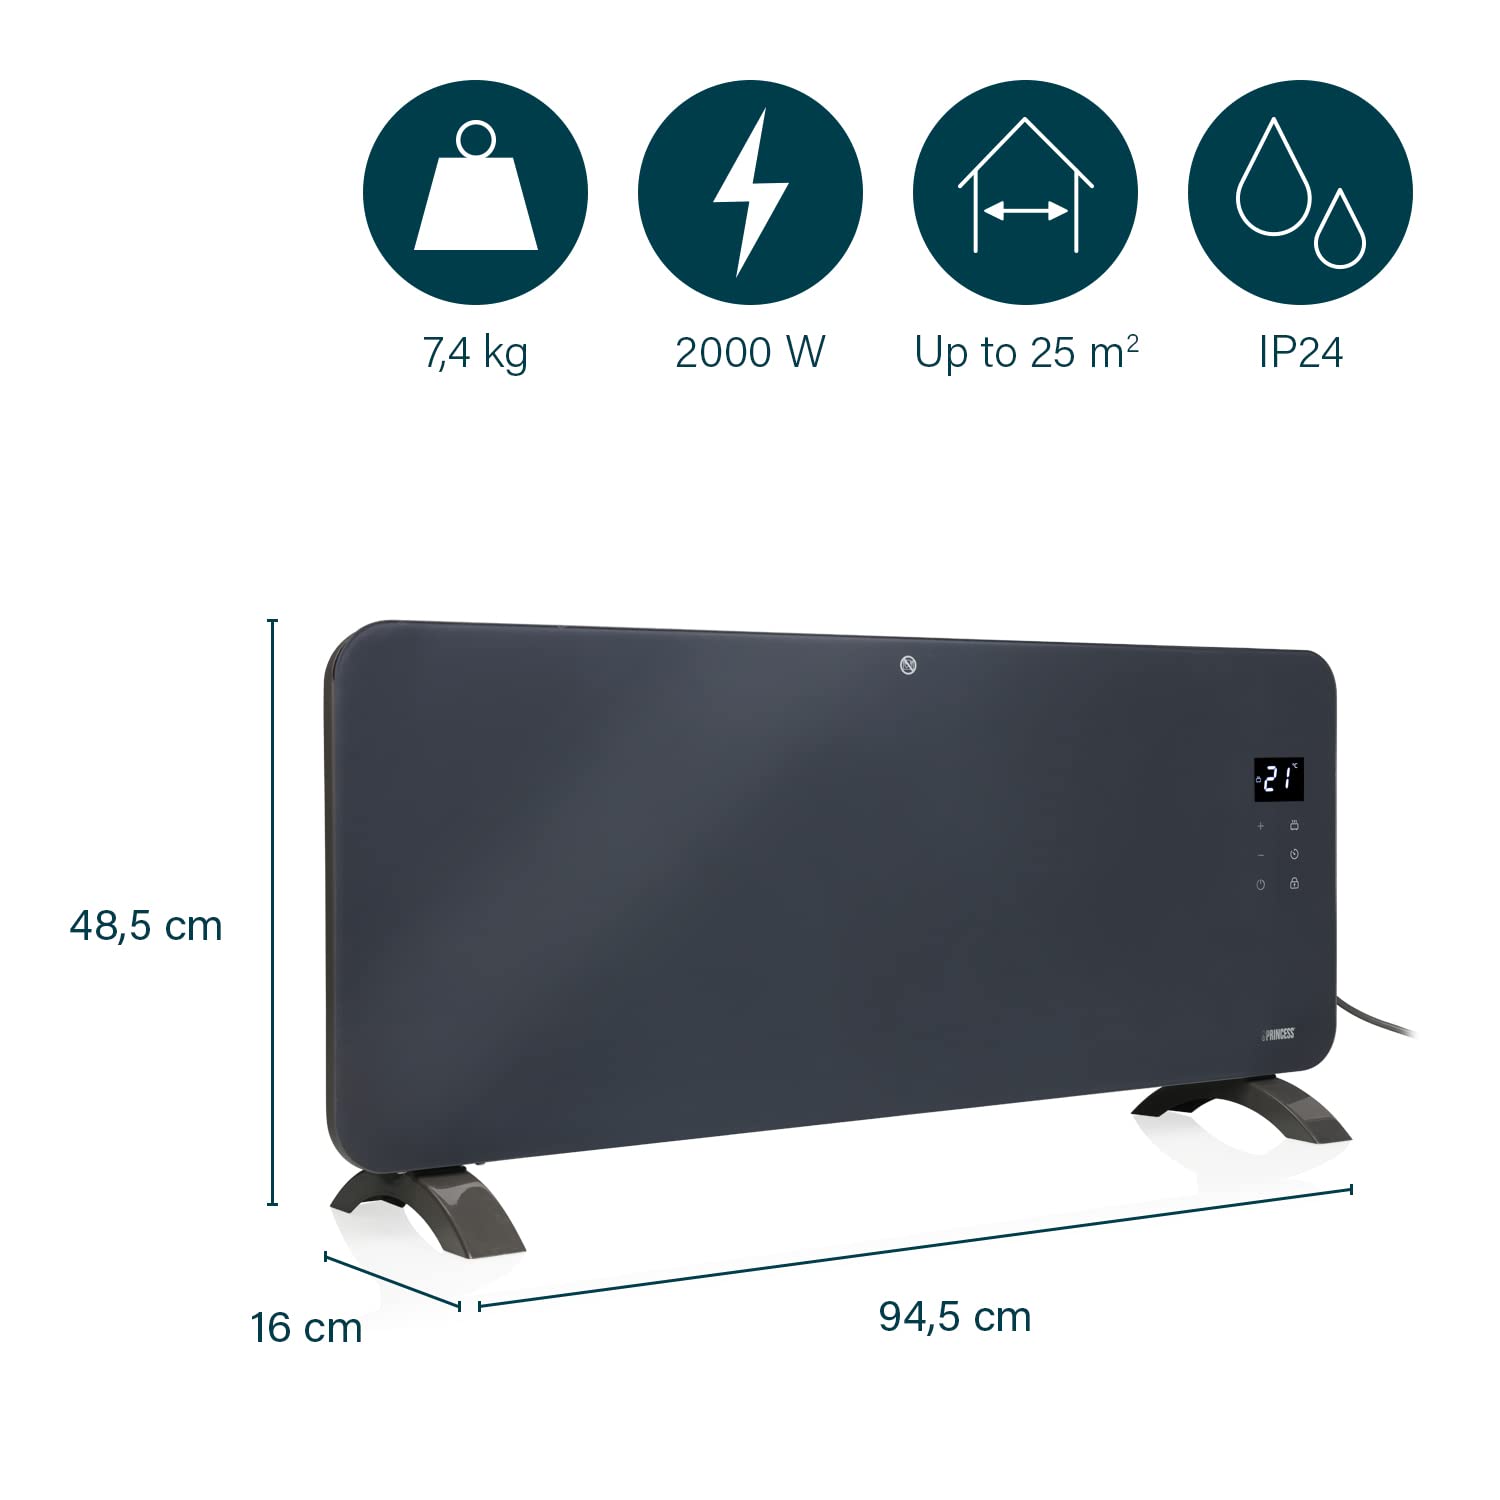 7,4 kg
2000 W
Up to 25 m²
IP24
21 °C
+
−
PRINCESS
48,5 cm
16 cm
94,5 cm